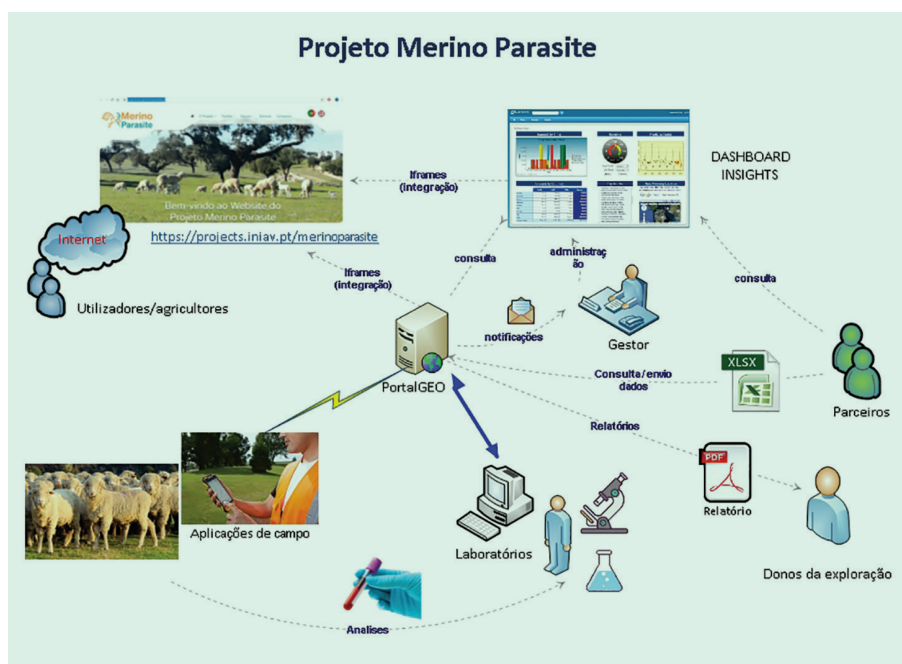 Projeto Merino Parasite
Merino
Parasite
Bem-vindo ao Website do
Projeto Merino Parasite
https://projects.iniav.pt/merinoparasite
Internet
Utilizadores/agricultores
Iframes
(integração)
DASHBOARD
INSIGHTS
Iframes
(integração)
consulta
administraç
ão
consulta
notificações
Gestor
PortalGEO
Consulta/envio
dados
XLSX
Parceiros
Relatórios
PDF
Relatório
Donos da exploração
Aplicações de campo
Laboratórios
Analises